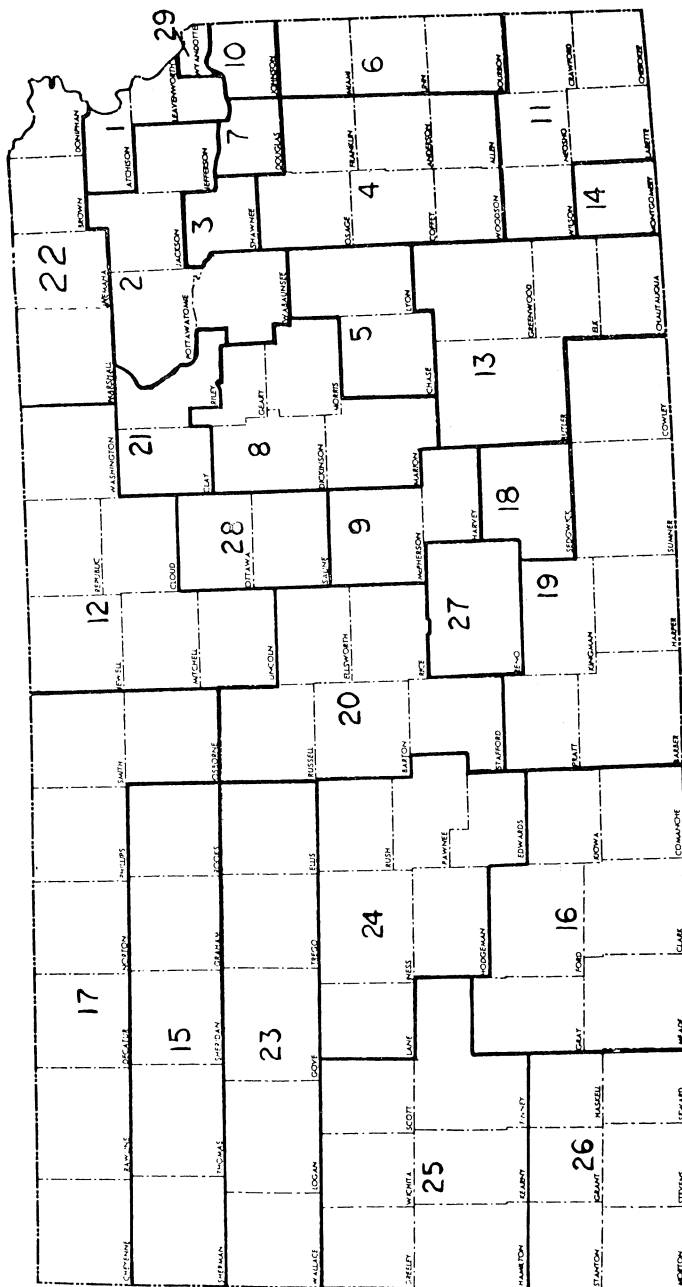 CHEYENNE
RAWLINS
DECATUR
17
NORTON
PHILLIPS
SMITH
JEWELL
12
REPUBLIC
WASHINGTON
MARSHALL
22
NEMAHA
BROWN
DONIPHAN
SHERMAN
THOMAS
SHERIDAN
15
GRAHAM
ROOKS
OSBORNE
MITCHELL
CLOUD
CLAY
21
RILEY
POTTAWATOMIE
2
JACKSON
ATCHISON
1
JEFFERSON
LEAVENWORTH
WYANDOTTE
29
WALLACE
LOGAN
GOVE
23
TREGO
ELLIS
RUSSELL
LINCOLN
OTTAWA
28
SALINE
DICKINSON
8
GEARY
WABAUNSEE
SHAWNEE
3
DOUGLAS
7
JOHNSON
10
GREELEY
WICHITA
SCOTT
LANE
NESS
24
RUSH
BARTON
20
ELLSWORTH
RICE
McPHERSON
9
MARION
MORRIS
CHASE
5
LYON
OSAGE
4
COFFEY
FRANKLIN
ANDERSON
MIAMI
6
LINN
HAMILTON
KEARNY
25
FINNEY
HODGEMAN
PAWNEE
EDWARDS
STAFFORD
RENO
27
HARVEY
SEDGWICK
18
BUTLER
13
GREENWOOD
WOODSON
ALLEN
BOURBON
STANTON
GRANT
26
HASKELL
GRAY
FORD
16
KIOWA
PRATT
KINGMAN
19
ELK
WILSON
NEOSHO
11
CRAWFORD
STEVENS
SEWARD
MEADE
CLARK
COMANCHE
BARBER
HARPER
SUMNER
COWLEY
CHAUTAUQUA
MONTGOMERY
14
LABETTE
CHEROKEE